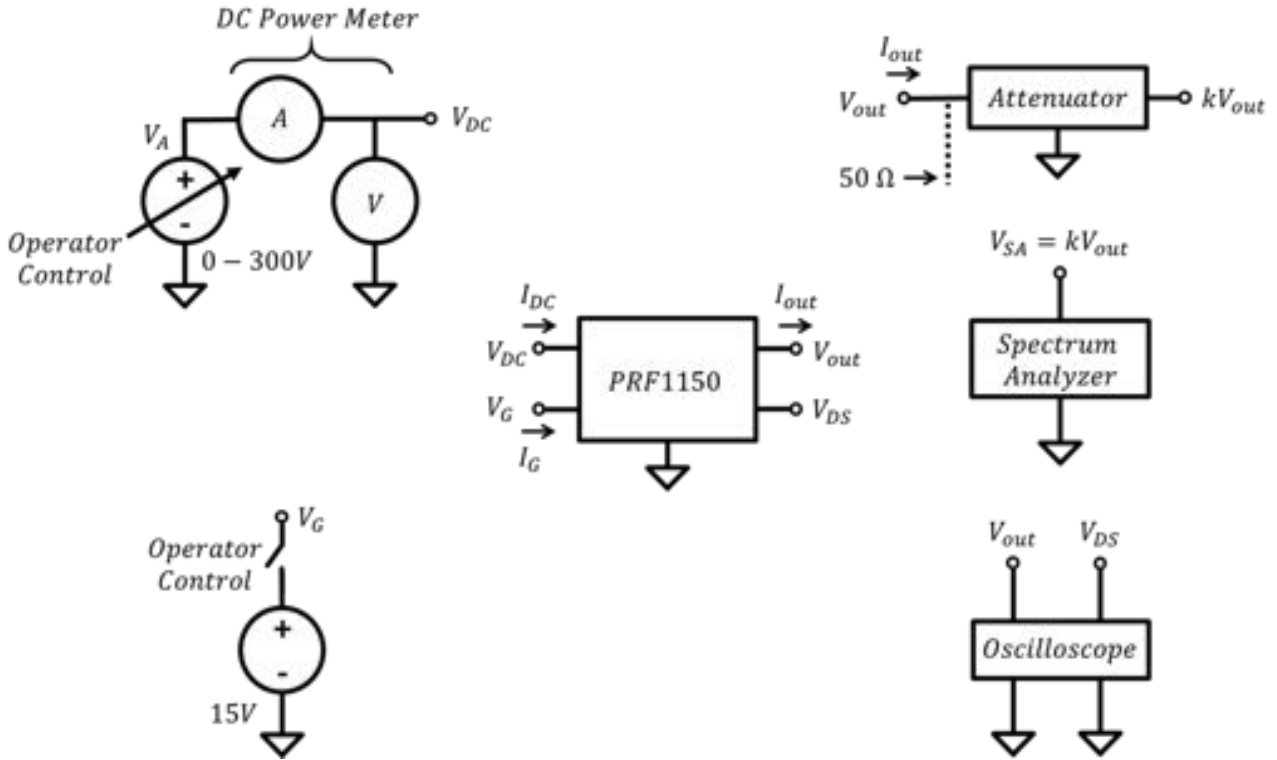 DC Power Meter
A
V_A
V_DC
+
-
V
Operator
Control
0 − 300V
I_out
V_out
Attenuator
kV_out
50 Ω
V_SA = kV_out
Spectrum
Analyzer
I_DC
I_out
V_DC
PRF1150
V_out
V_G
V_DS
I_G
V_G
Operator
Control
+
-
15V
V_out
V_DS
Oscilloscope